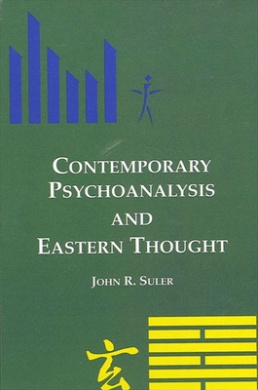 CONTEMPORARY
PSYCHOANALYSIS
AND
EASTERN THOUGHT
JOHN R. SULER
玄